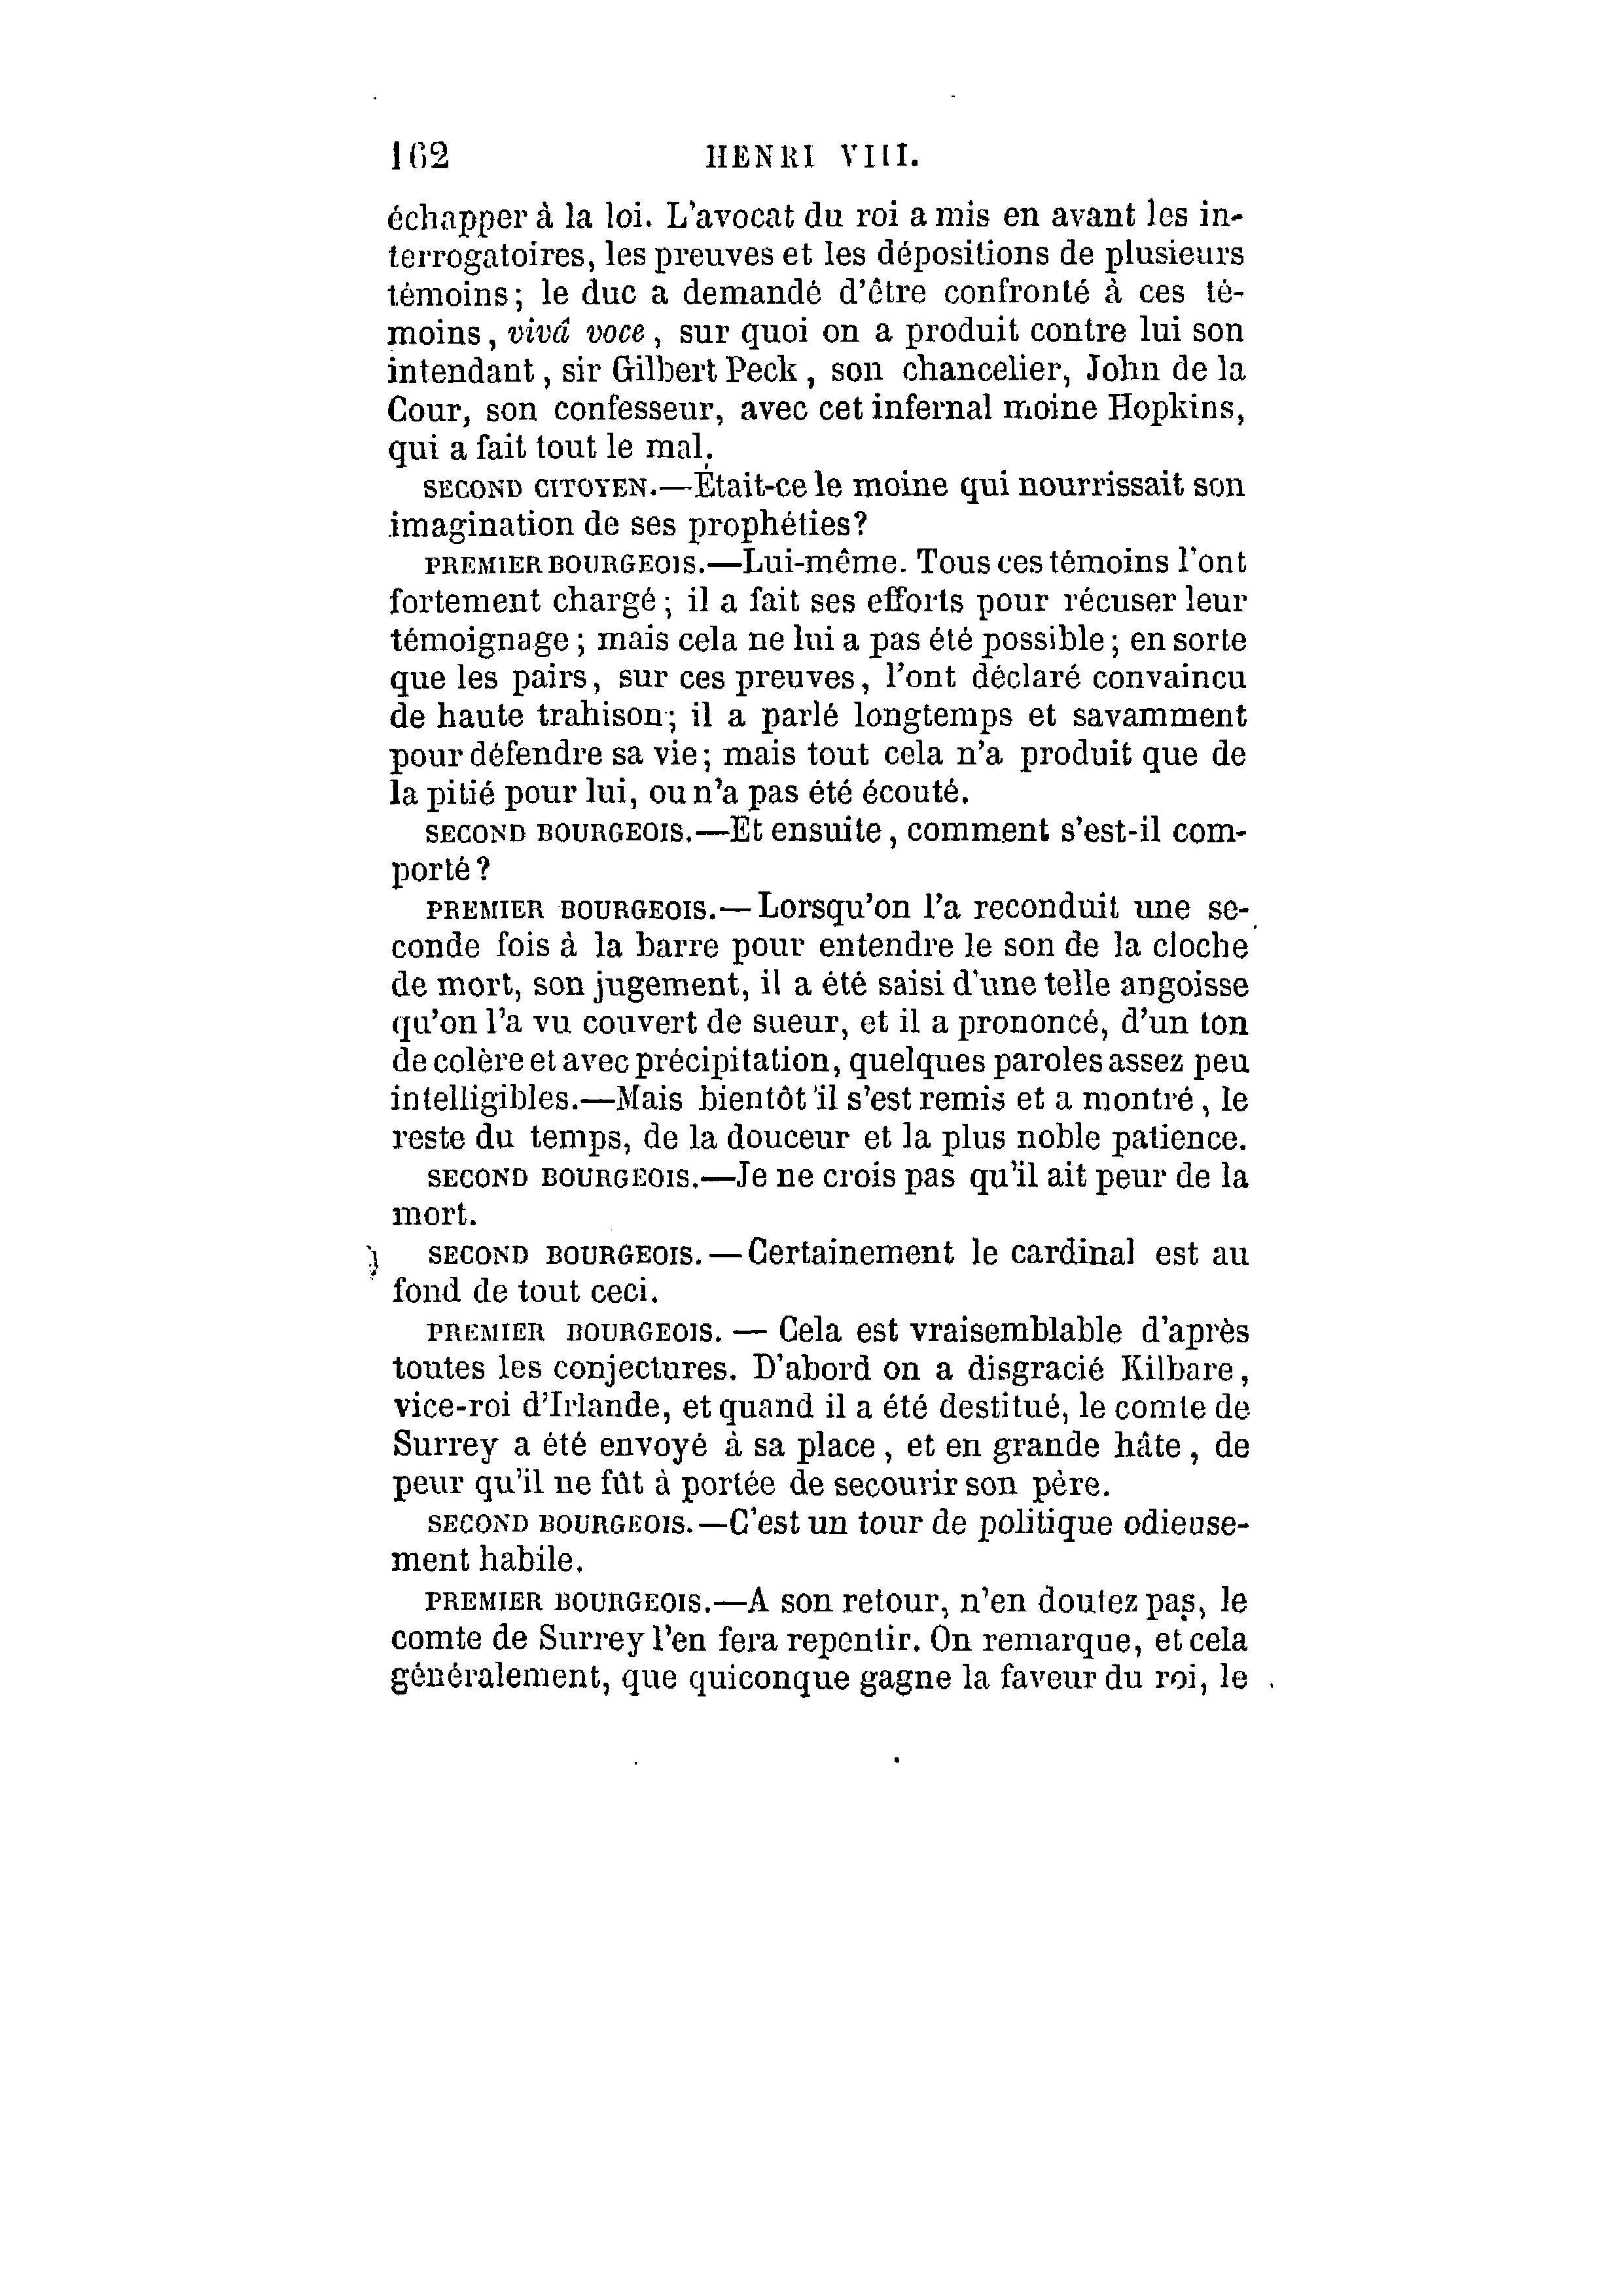 162 HENRI VIII.
échapper à la loi. L'avocat du roi a mis en avant les in-
terrogatoires, les preuves et les dépositions de plusieurs
témoins; le duc a demandé d'être confronté à ces té-
moins, vivâ voce, sur quoi on a produit contre lui son
intendant, sir Gilbert Peck, son chancelier, John de la
Cour, son confesseur, avec cet infernal moine Hopkins,
qui a fait tout le mal.
SECOND CITOYEN.—Était-ce le moine qui nourrissait son
imagination de ses prophéties?
PREMIER BOURGEOIS.—Lui-même. Tous ces témoins l'ont
fortement chargé; il a fait ses efforts pour récuser leur
témoignage; mais cela ne lui a pas été possible; en sorte
que les pairs, sur ces preuves, l'ont déclaré convaincu
de haute trahison; il a parlé longtemps et savamment
pour défendre sa vie; mais tout cela n'a produit que de
la pitié pour lui, ou n'a pas été écouté.
SECOND BOURGEOIS.—Et ensuite, comment s'est-il com-
porté?
PREMIER BOURGEOIS.—Lorsqu'on l'a reconduit une se-
conde fois à la barre pour entendre le son de la cloche
de mort, son jugement, il a été saisi d'une telle angoisse
qu'on l'a vu couvert de sueur, et il a prononcé, d'un ton
de colère et avec précipitation, quelques paroles assez peu
intelligibles.—Mais bientôt il s'est remis et a montré, le
reste du temps, de la douceur et la plus noble patience.
SECOND BOURGEOIS.—Je ne crois pas qu'il ait peur de la
mort.
SECOND BOURGEOIS.—Certainement le cardinal est au
fond de tout ceci.
PREMIER BOURGEOIS. — Cela est vraisemblable d'après
toutes les conjectures. D'abord on a disgracié Kilbare,
vice-roi d'Irlande, et quand il a été destitué, le comte de
Surrey a été envoyé à sa place, et en grande hâte, de
peur qu'il ne fût à portée de secourir son père.
SECOND BOURGEOIS.—C'est un tour de politique odieuse-
ment habile.
PREMIER BOURGEOIS.—A son retour, n'en doutez pas, le
comte de Surrey l'en fera repentir. On remarque, et cela
généralement, que quiconque gagne la faveur du roi, le